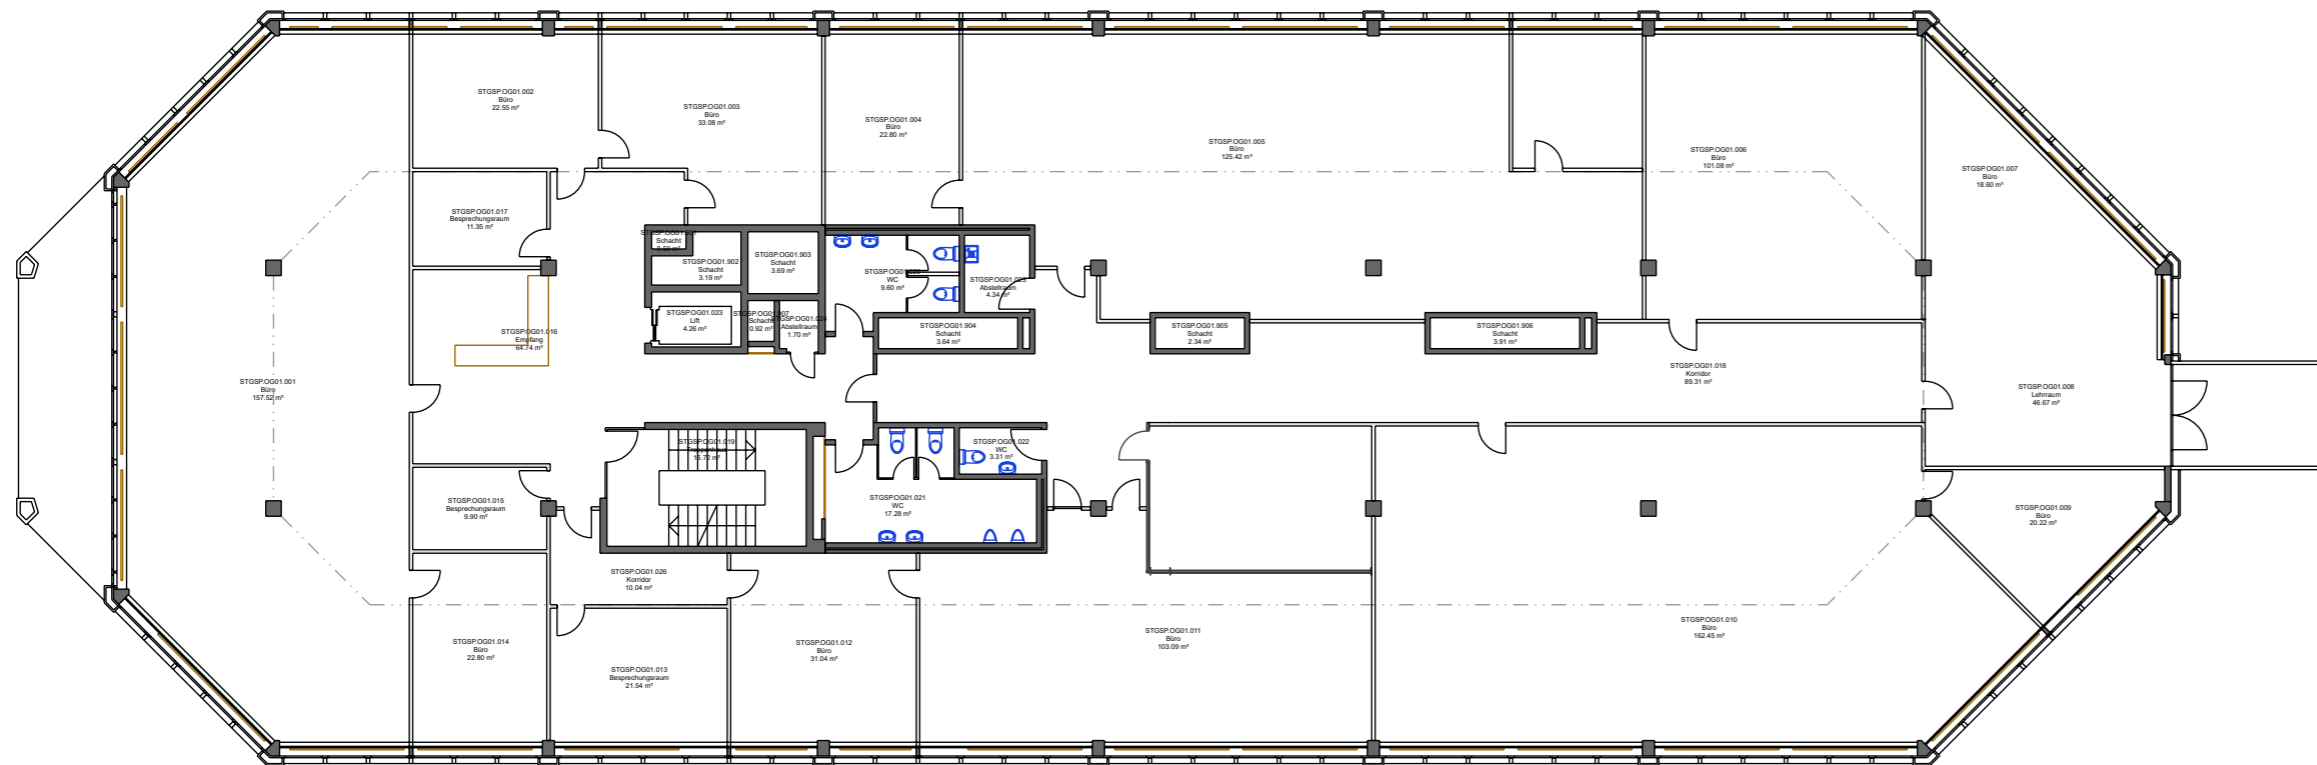 STGSP.OG01.002
Büro
22.55 m²
STGSP.OG01.003
Büro
33.08 m²
STGSP.OG01.004
Büro
22.80 m²
STGSP.OG01.005
Büro
125.42 m²
STGSP.OG01.006
Büro
101.08 m²
STGSP.OG01.007
Büro
18.60 m²
STGSP.OG01.017
Besprechungsraum
11.35 m²
Schacht
STGSP.OG01.902
Schacht
3.19 m²
STGSP.OG01.903
Schacht
3.69 m²
WC
9.60 m²
Abstellraum
4.34 m²
STGSP.OG01.023
Lift
4.26 m²
Schacht
0.92 m²
Abstellraum
1.70 m²
STGSP.OG01.904
Schacht
3.64 m²
STGSP.OG01.905
Schacht
2.34 m²
STGSP.OG01.906
Schacht
3.91 m²
STGSP.OG01.016
Empfang
64.74 m²
STGSP.OG01.001
Büro
157.52 m²
STGSP.OG01.018
Korridor
89.31 m²
STGSP.OG01.008
Lehrraum
46.67 m²
STGSP.OG01.019
STGSP.OG01.022
WC
3.31 m²
STGSP.OG01.015
Besprechungsraum
9.90 m²
STGSP.OG01.021
WC
17.28 m²
STGSP.OG01.009
Büro
20.22 m²
STGSP.OG01.026
Korridor
10.04 m²
STGSP.OG01.014
Büro
22.80 m²
STGSP.OG01.013
Besprechungsraum
21.54 m²
STGSP.OG01.012
Büro
31.04 m²
STGSP.OG01.011
Büro
103.09 m²
STGSP.OG01.010
Büro
162.45 m²